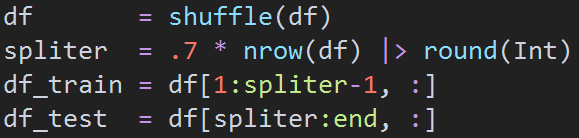 df       = shuffle(df)
spliter  = .7 * nrow(df) |> round(Int)
df_train = df[1:spliter-1, :]
df_test  = df[spliter:end, :]